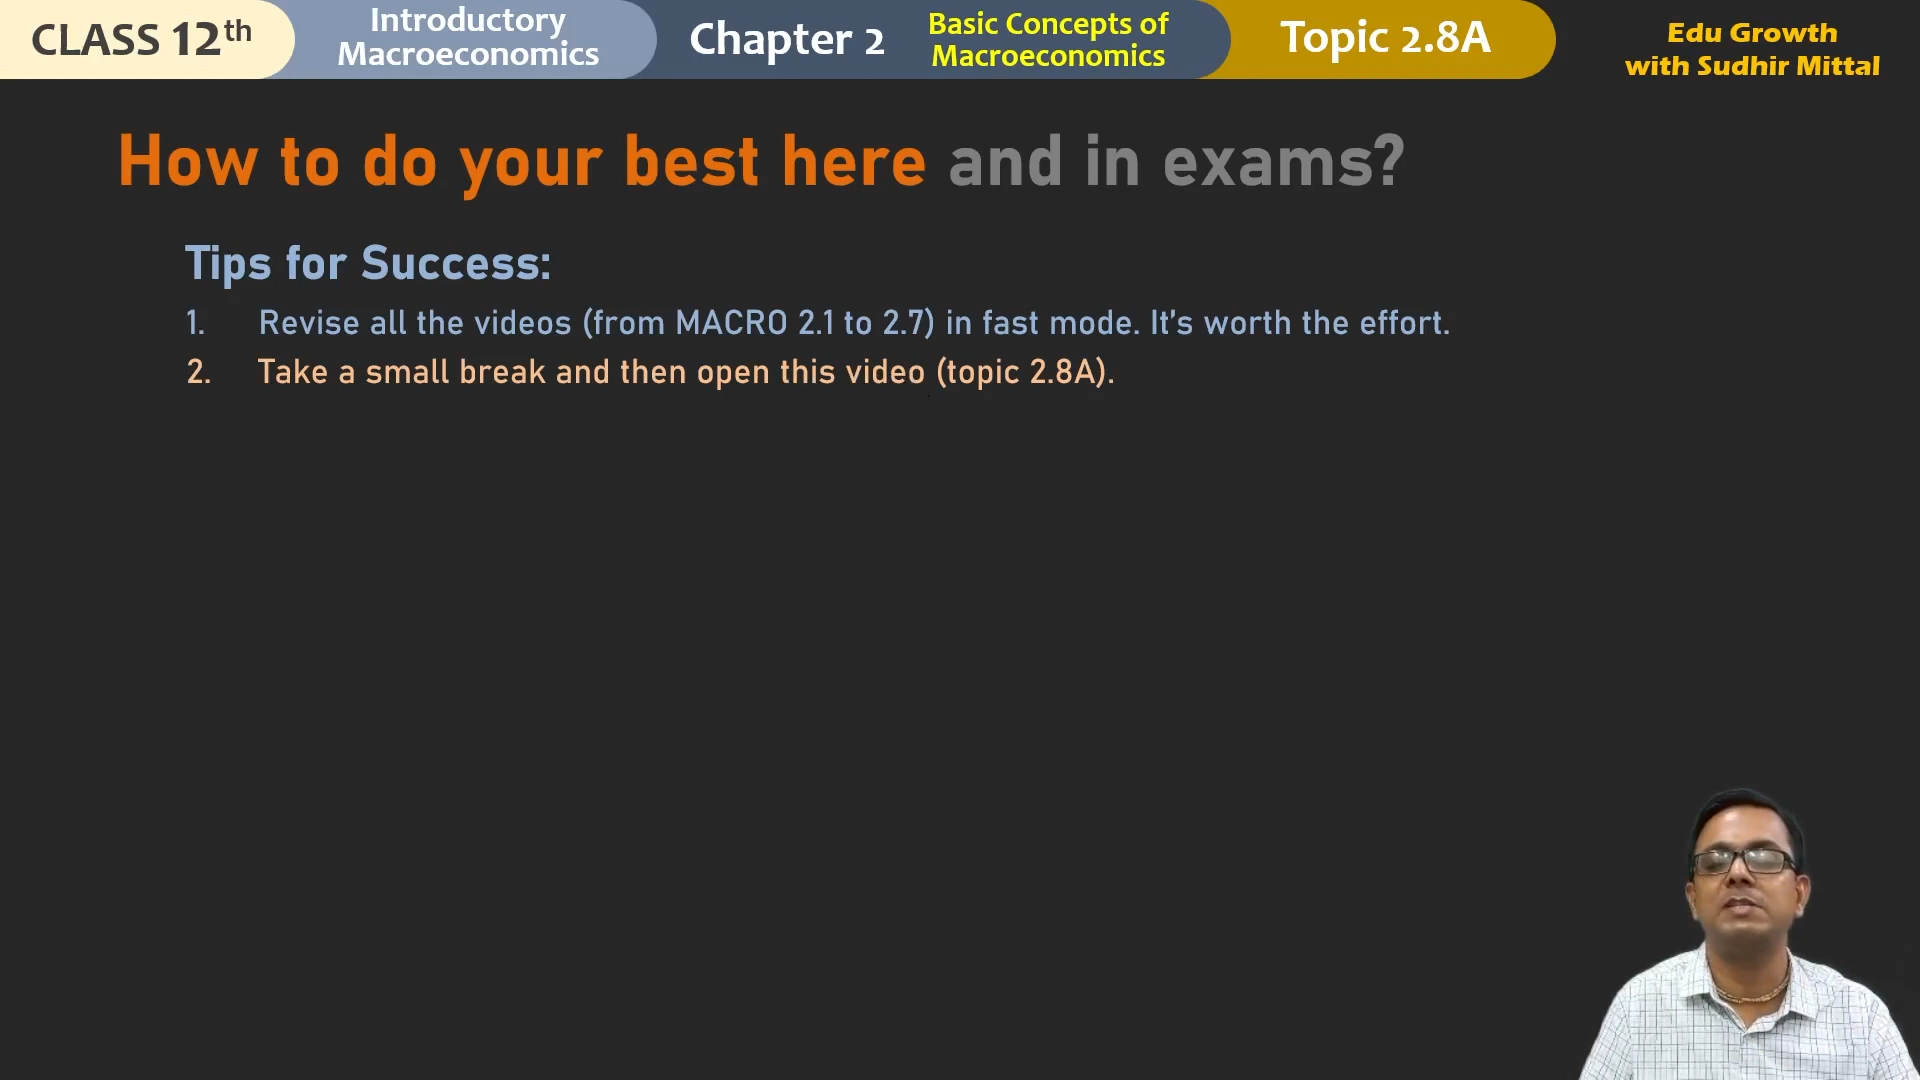 CLASS 12th
Introductory
Macroeconomics
Chapter 2
Basic Concepts of
Macroeconomics
Topic 2.8A
Edu Growth
with Sudhir Mittal
How to do your best here and in exams?
Tips for Success:
1. Revise all the videos (from MACRO 2.1 to 2.7) in fast mode. It's worth the effort.
2. Take a small break and then open this video (topic 2.8A).